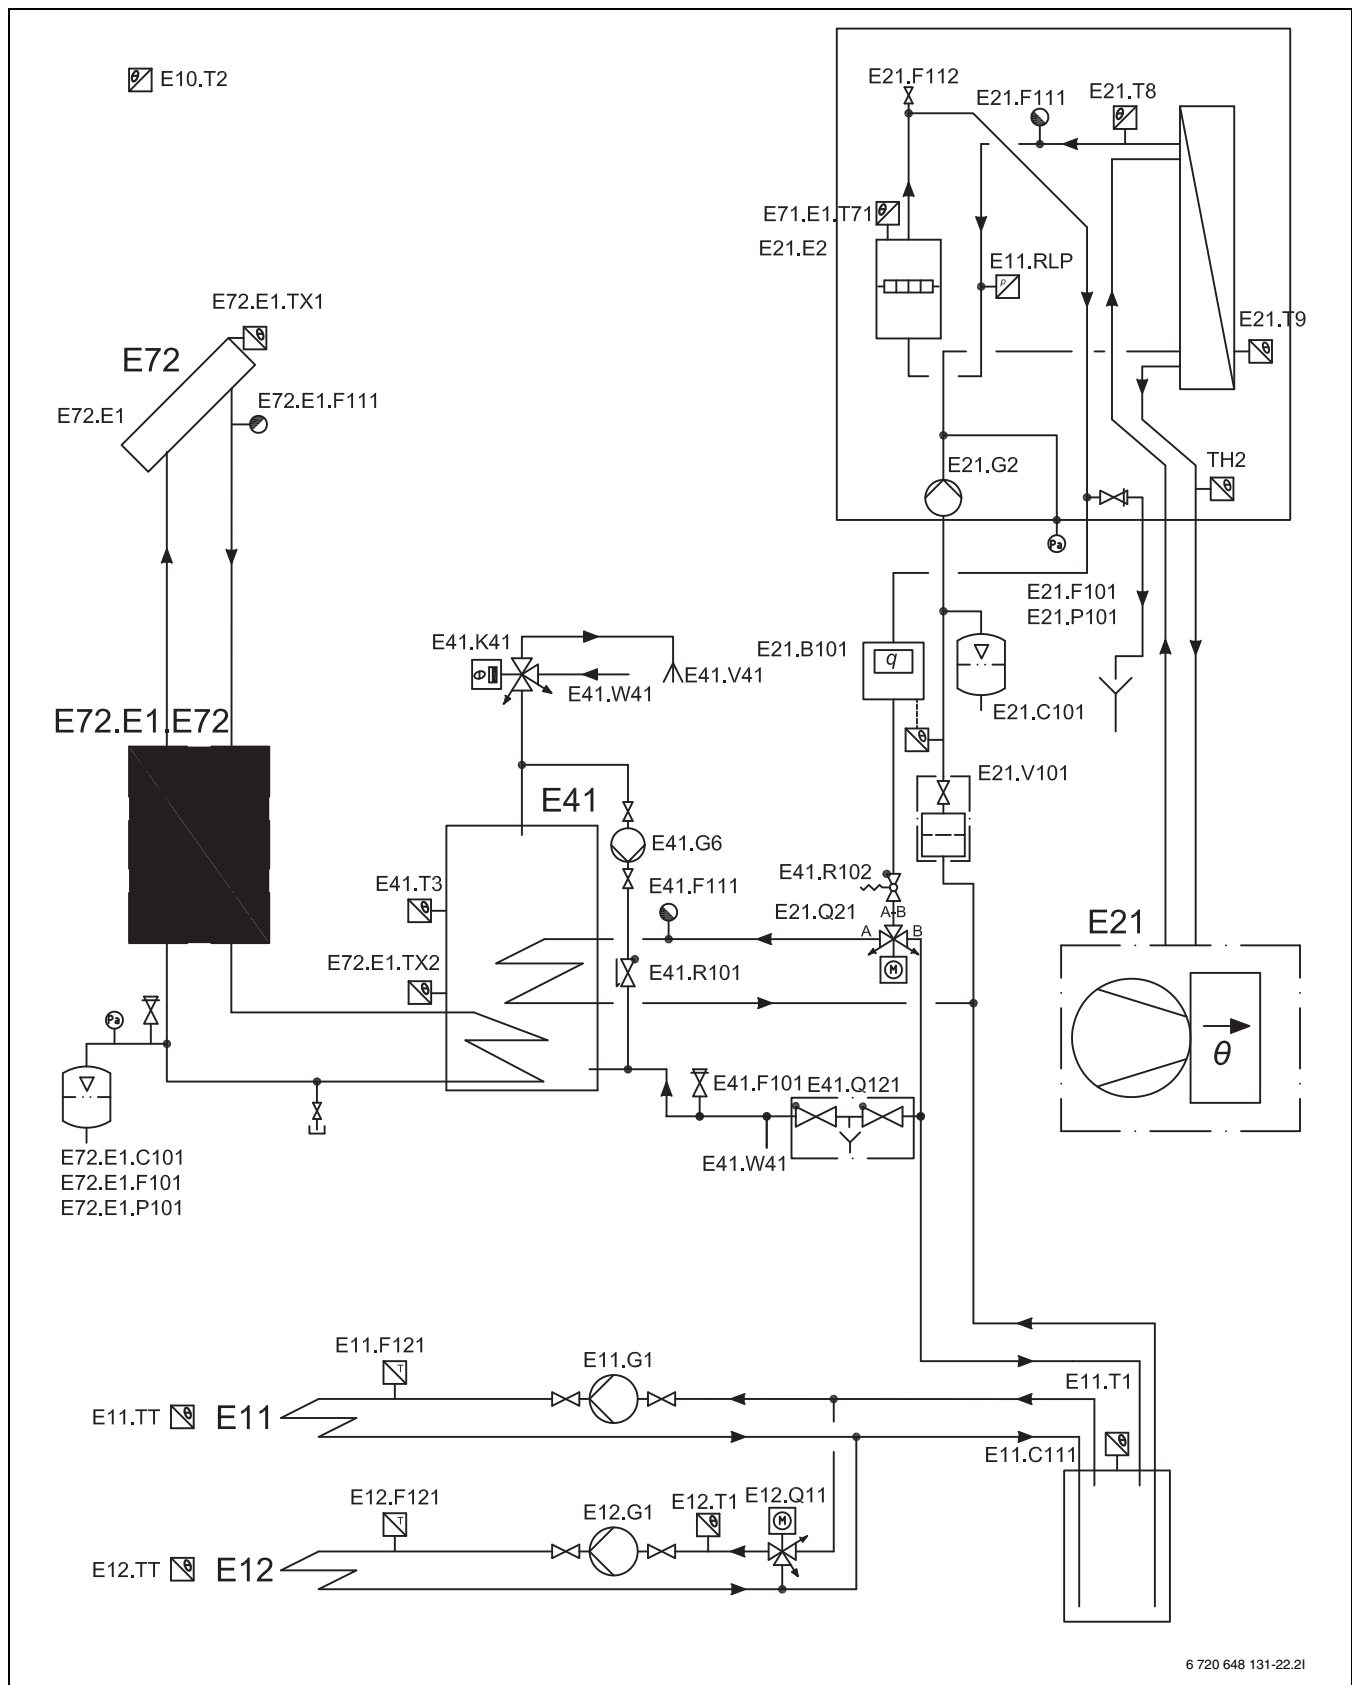 E10.T2
E21.F112
E21.F111
E21.T8
θ
E71.E1.T71
E21.E2
E11.RLP
P
E72.E1.TX1
E72
E72.E1
E72.E1.F111
E21.T9
E21.G2
TH2
Pa
E21.F101
E21.P101
E41.K41
E41.V41
E41.W41
E21.B101
q
E21.C101
E72.E1.E72
E21.V101
E41
E41.G6
E41.R102
E41.T3
E41.F111
E21.Q21
A-B
A
B
M
E21
E72.E1.TX2
E41.R101
θ
Pa
E41.F101
E41.Q121
E41.W41
E72.E1.C101
E72.E1.F101
E72.E1.P101
E11.F121
T
E11.G1
E11.T1
E11.TT
E11
E11.C111
E12.F121
T
E12.G1
E12.T1
E12.Q11
M
E12.TT
E12
6 720 648 131-22.2I